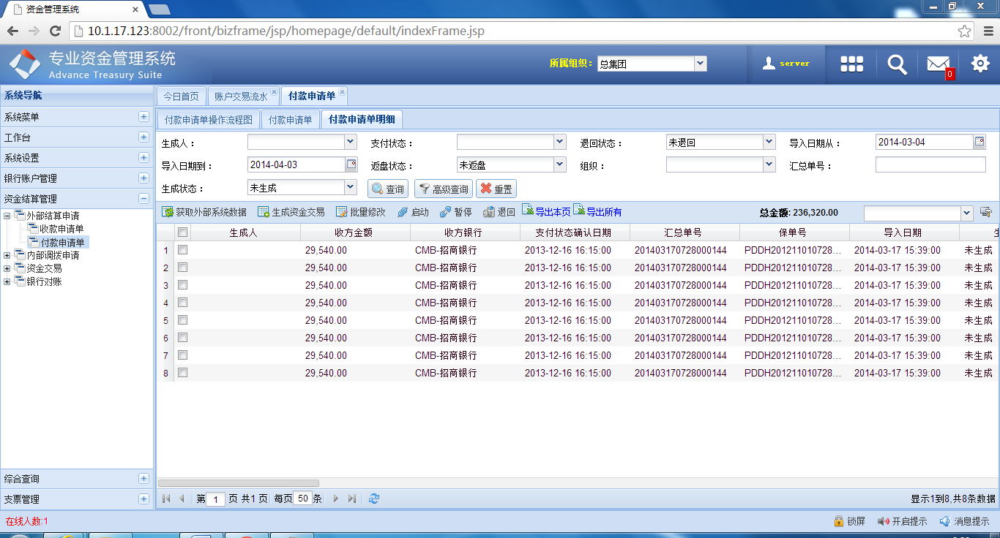 资金管理系统
10.1.17.123:8002/front/bizframe/jsp/homepage/default/indexFrame.jsp
专业资金管理系统
Advance Treasury Suite
所属组织： 总集团
server
0
系统导航
系统菜单
工作台
系统设置
银行账户管理
资金结算管理
外部结算申请
收款申请单
付款申请单
内部调拨申请
资金交易
银行对账
综合查询
支票管理
今日首页 账户交易流水 付款申请单
付款申请单操作流程图 付款申请单 付款申请单明细
生成人： 支付状态： 退回状态： 未退回 导入日期从： 2014-03-04
导入日期到： 2014-04-03 返盘状态： 未返盘 组织： 汇总单号：
生成状态： 未生成 查询 高级查询 重置
获取外部系统数据 生成资金交易 批量修改 启动 暂停 退回 导出本页 导出所有 总金额: 236,320.00
生成人 收方金额 收方银行 支付状态确认日期 汇总单号 保单号 导入日期
1 29,540.00 CMB-招商银行 2013-12-16 16:15:00 201403170728000144 PDDH201211010728... 2014-03-17 15:39:00 未生成
2 29,540.00 CMB-招商银行 2013-12-16 16:15:00 201403170728000144 PDDH201211010728... 2014-03-17 15:39:00 未生成
3 29,540.00 CMB-招商银行 2013-12-16 16:15:00 201403170728000144 PDDH201211010728... 2014-03-17 15:39:00 未生成
4 29,540.00 CMB-招商银行 2013-12-16 16:15:00 201403170728000144 PDDH201211010728... 2014-03-17 15:39:00 未生成
5 29,540.00 CMB-招商银行 2013-12-16 16:15:00 201403170728000144 PDDH201211010728... 2014-03-17 15:39:00 未生成
6 29,540.00 CMB-招商银行 2013-12-16 16:15:00 201403170728000144 PDDH201211010728... 2014-03-17 15:39:00 未生成
7 29,540.00 CMB-招商银行 2013-12-16 16:15:00 201403170728000144 PDDH201211010728... 2014-03-17 15:39:00 未生成
8 29,540.00 CMB-招商银行 2013-12-16 16:15:00 201403170728000144 PDDH201211010728... 2014-03-17 15:39:00 未生成
第 1 页 共1 页 每页 50 条 显示1到8,共8条数据
在线人数:1 锁屏 开启提示 消息提示